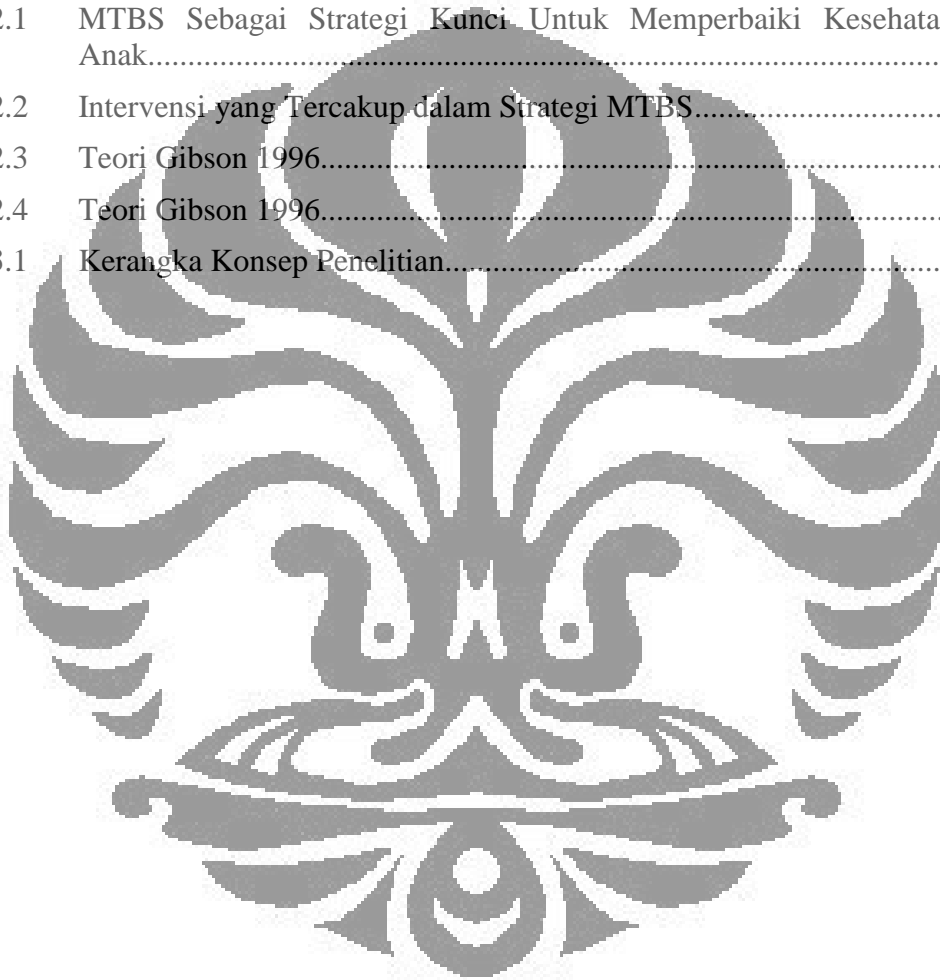 2.1 MTBS Sebagai Strategi Kunci Untuk Memperbaiki Kesehata
Anak.....................................................................................................
2.2 Intervensi yang Tercakup dalam Strategi MTBS................................
2.3 Teori Gibson 1996...............................................................................
2.4 Teori Gibson 1996...............................................................................
3.1 Kerangka Konsep Penelitian...............................................................